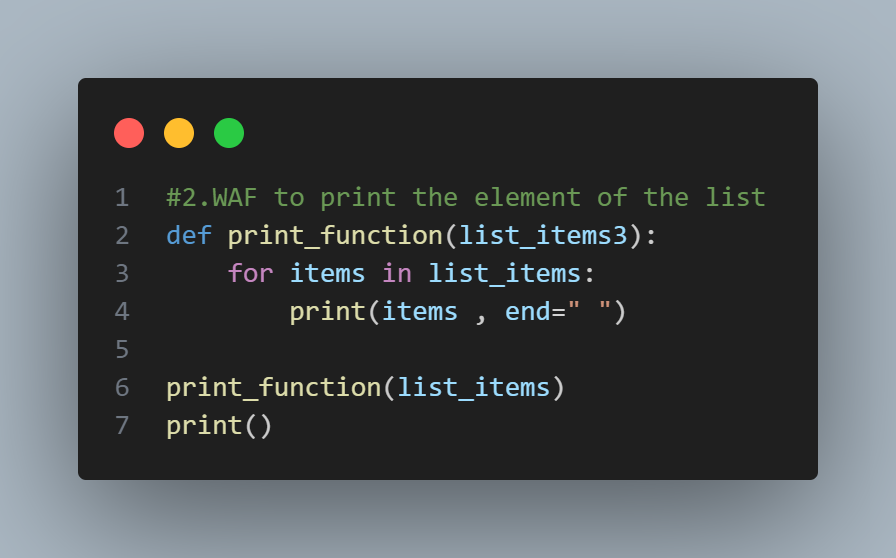 1 #2.WAF to print the element of the list
2 def print_function(list_items3):
3     for items in list_items:
4         print(items , end=" ")
5
6 print_function(list_items)
7 print()